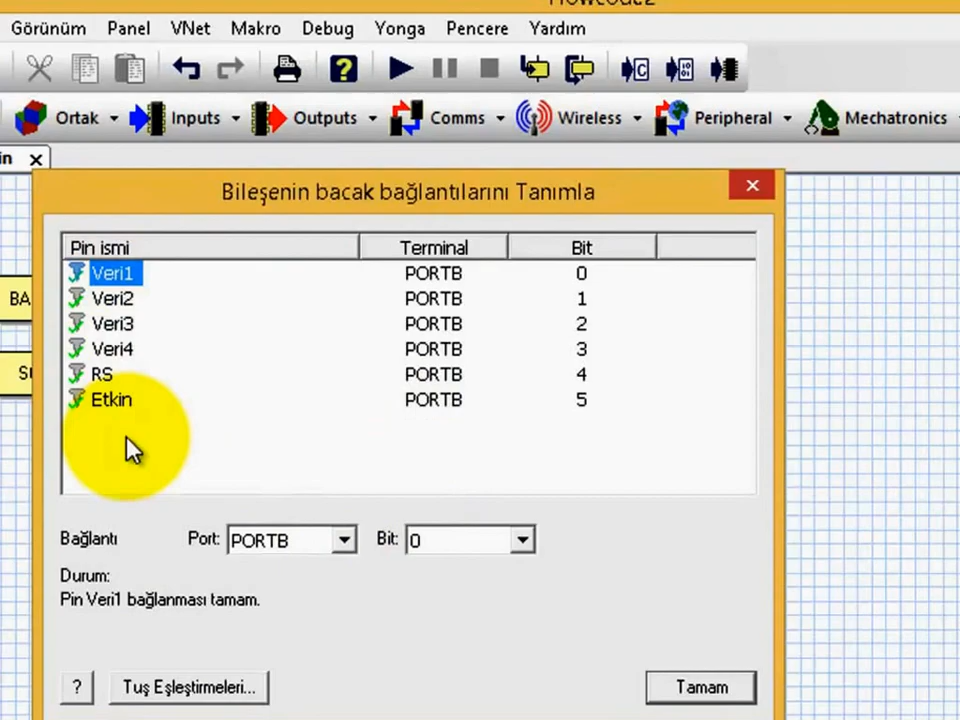 Görünüm Panel VNet Makro Debug Yonga Pencere Yardım
Ortak Inputs Outputs Comms Wireless Peripheral Mechatronics
Bileşenin bacak bağlantılarını Tanımla
Pin ismi Terminal Bit
Veri1 PORTB 0
Veri2 PORTB 1
Veri3 PORTB 2
Veri4 PORTB 3
RS PORTB 4
Etkin PORTB 5
Bağlantı Port: PORTB Bit: 0
Durum:
Pin Veri1 bağlanması tamam.
? Tuş Eşleştirmeleri... Tamam